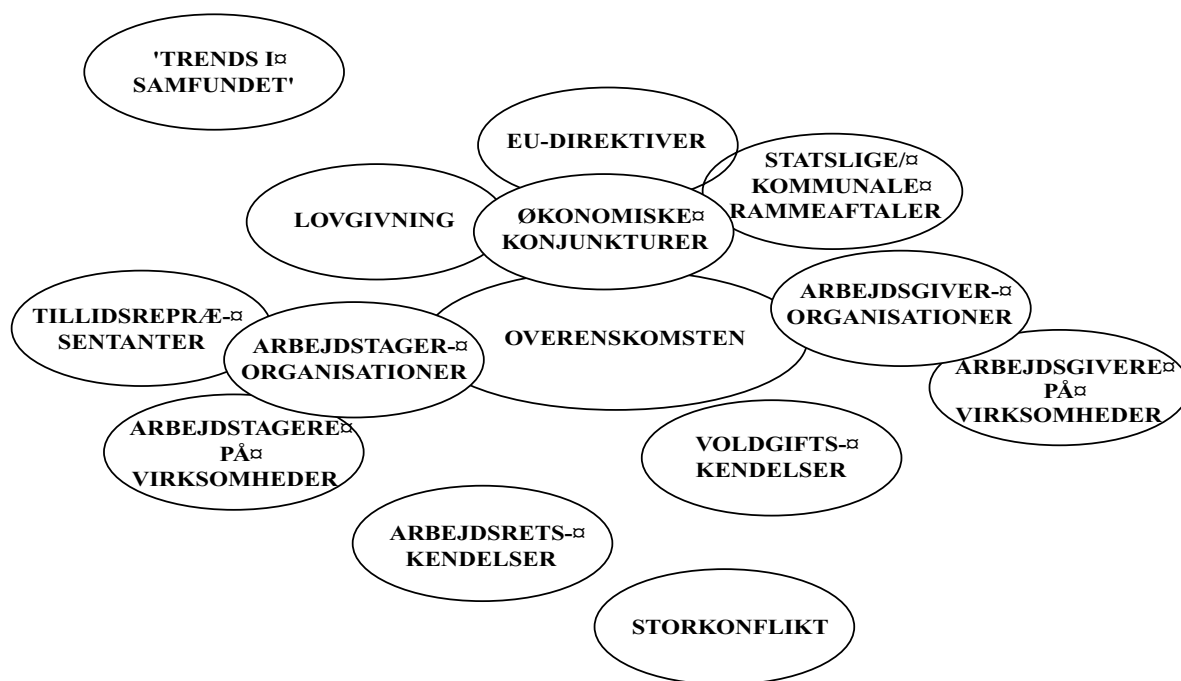 'TRENDS I¤
SAMFUNDET'
EU-DIREKTIVER
STATSLIGE/¤
KOMMUNALE¤
RAMMEAFTALER
LOVGIVNING
ØKONOMISKE¤
KONJUNKTURER
ARBEJDSGIVER-¤
ORGANISATIONER
TILLIDSREPRÆ-¤
SENTANTER
OVERENSKOMSTEN
ARBEJDSTAGER-¤
ORGANISATIONER
ARBEJDSGIVERE¤
PÅ¤
VIRKSOMHEDER
ARBEJDSTAGERE¤
PÅ¤
VIRKSOMHEDER
VOLDGIFTS-¤
KENDELSER
ARBEJDSRETS-¤
KENDELSER
STORKONFLIKT